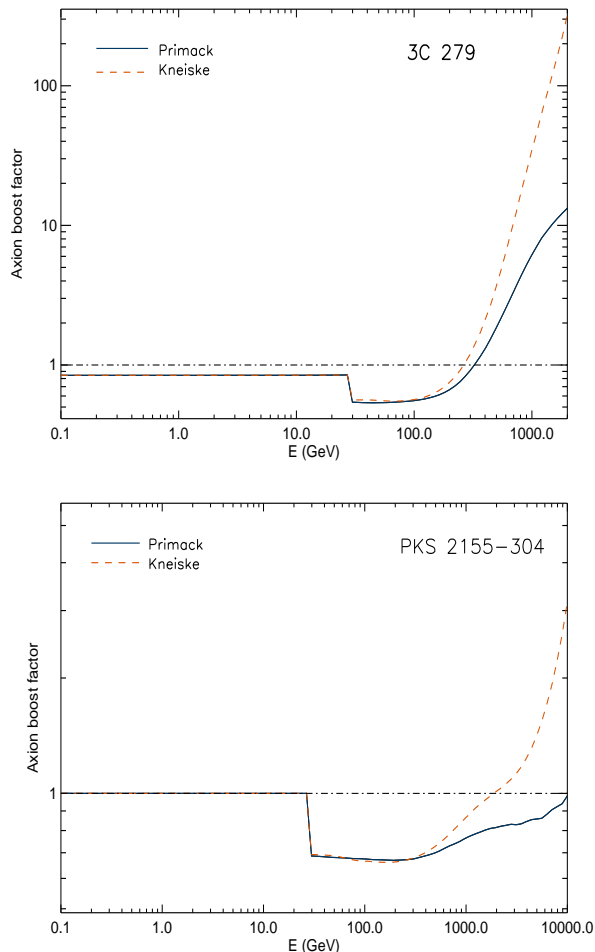 Primack
Kneiske
3C 279
100
10
1
Axion boost factor
0.1 1.0 10.0 100.0 1000.0
E (GeV)
Primack
Kneiske
PKS 2155−304
1
Axion boost factor
0.1 1.0 10.0 100.0 1000.0 10000.0
E (GeV)